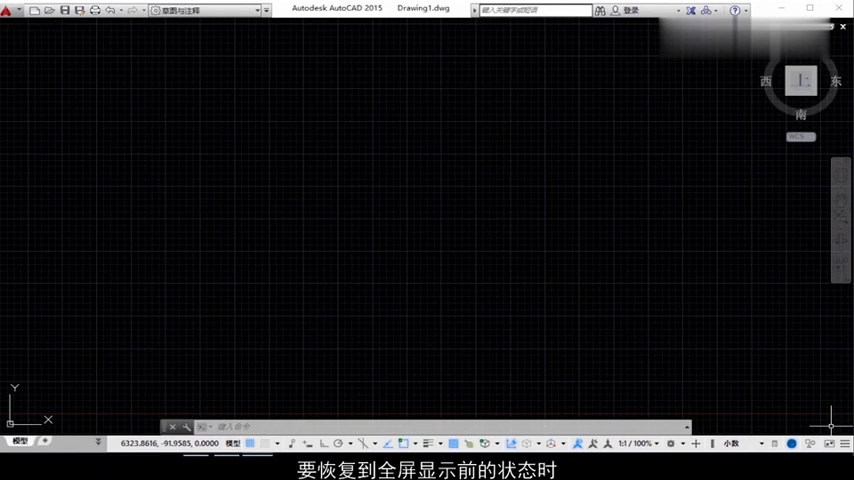 草图与注释
Autodesk AutoCAD 2015 Drawing1.dwg
键入关键字或短语
登录
上
西
东
南
WCS
Y
X
键入命令
模型
6323.8616, -91.9585, 0.0000 模型
1:1 / 100%
小数
要恢复到全屏显示前的状态时